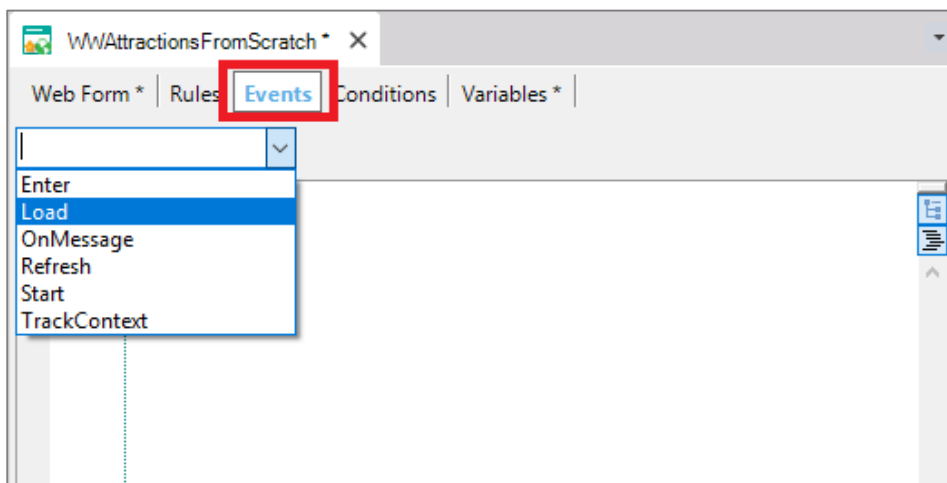 WWAttractionsFromScratch *
Web Form * Rules Events Conditions Variables *
Enter
Load
OnMessage
Refresh
Start
TrackContext